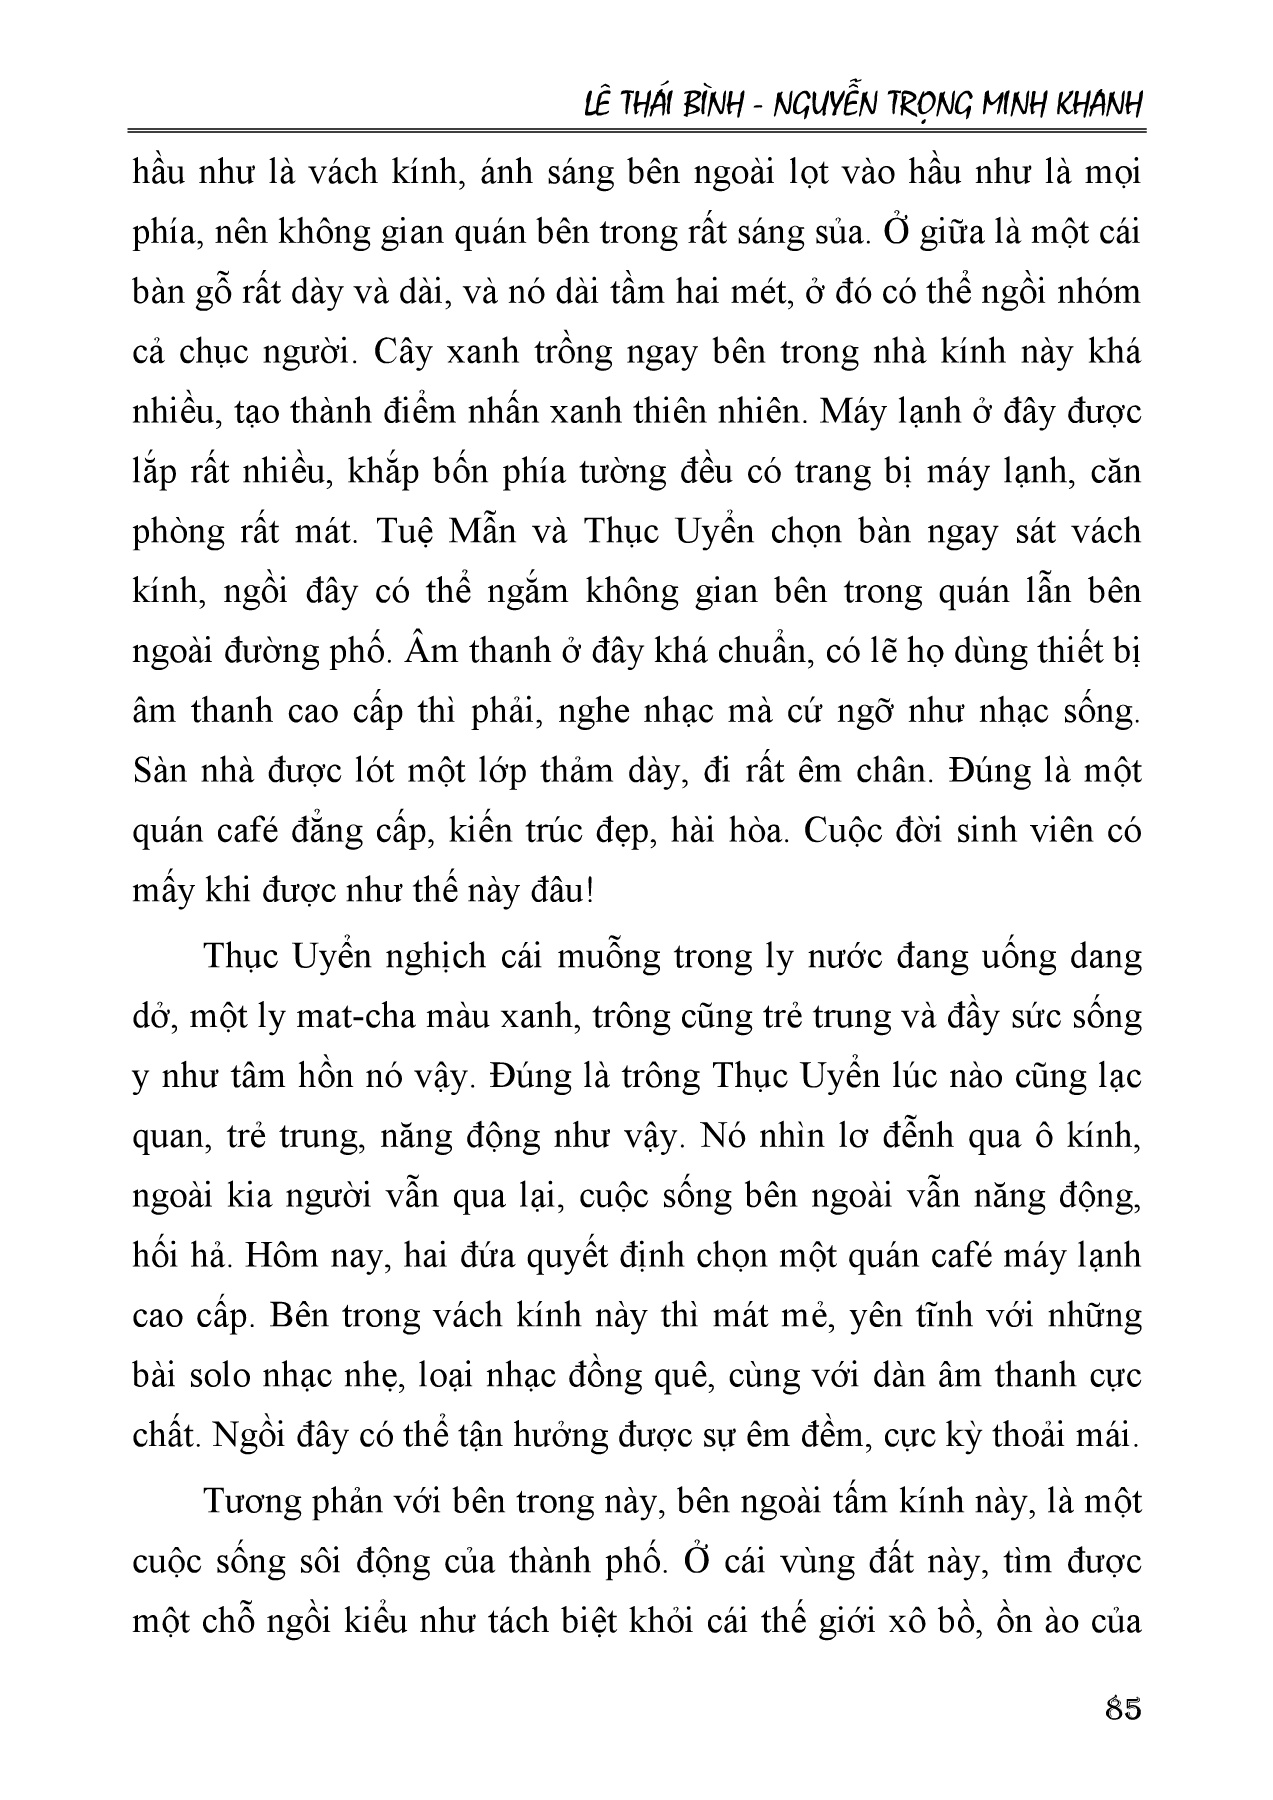 LÊ THÁI BÌNH - NGUYỄN TRỌNG MINH KHANH
hầu như là vách kính, ánh sáng bên ngoài lọt vào hầu như là mọi
phía, nên không gian quán bên trong rất sáng sủa. Ở giữa là một cái
bàn gỗ rất dày và dài, và nó dài tầm hai mét, ở đó có thể ngồi nhóm
cả chục người. Cây xanh trồng ngay bên trong nhà kính này khá
nhiều, tạo thành điểm nhấn xanh thiên nhiên. Máy lạnh ở đây được
lắp rất nhiều, khắp bốn phía tường đều có trang bị máy lạnh, căn
phòng rất mát. Tuệ Mẫn và Thục Uyển chọn bàn ngay sát vách
kính, ngồi đây có thể ngắm không gian bên trong quán lẫn bên
ngoài đường phố. Âm thanh ở đây khá chuẩn, có lẽ họ dùng thiết bị
âm thanh cao cấp thì phải, nghe nhạc mà cứ ngỡ như nhạc sống.
Sàn nhà được lót một lớp thảm dày, đi rất êm chân. Đúng là một
quán café đẳng cấp, kiến trúc đẹp, hài hòa. Cuộc đời sinh viên có
mấy khi được như thế này đâu!
Thục Uyển nghịch cái muỗng trong ly nước đang uống dang
dở, một ly mat-cha màu xanh, trông cũng trẻ trung và đầy sức sống
y như tâm hồn nó vậy. Đúng là trông Thục Uyển lúc nào cũng lạc
quan, trẻ trung, năng động như vậy. Nó nhìn lơ đễnh qua ô kính,
ngoài kia người vẫn qua lại, cuộc sống bên ngoài vẫn năng động,
hối hả. Hôm nay, hai đứa quyết định chọn một quán café máy lạnh
cao cấp. Bên trong vách kính này thì mát mẻ, yên tĩnh với những
bài solo nhạc nhẹ, loại nhạc đồng quê, cùng với dàn âm thanh cực
chất. Ngồi đây có thể tận hưởng được sự êm đềm, cực kỳ thoải mái.
Tương phản với bên trong này, bên ngoài tấm kính này, là một
cuộc sống sôi động của thành phố. Ở cái vùng đất này, tìm được
một chỗ ngồi kiểu như tách biệt khỏi cái thế giới xô bồ, ồn ào của
85